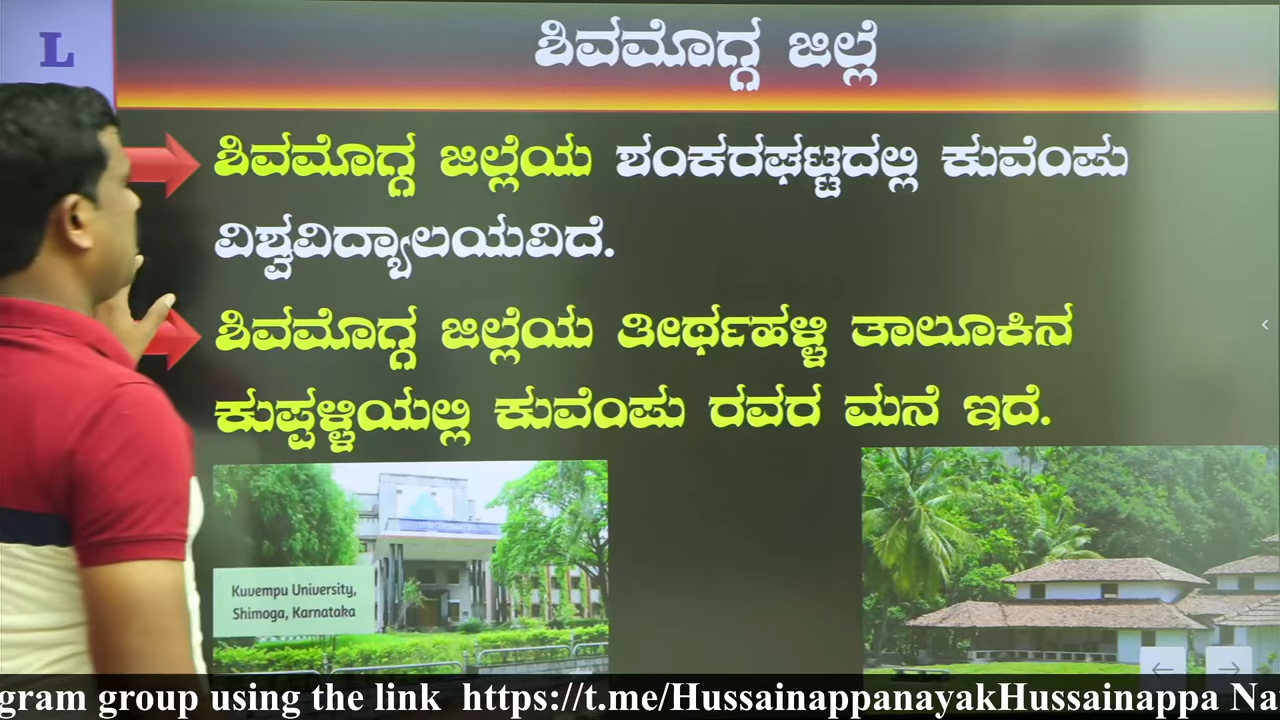 L
ಶಿವಮೊಗ್ಗ ಜಿಲ್ಲೆ
ಶಿವಮೊಗ್ಗ ಜಿಲ್ಲೆಯ ಶಂಕರಘಟ್ಟದಲ್ಲಿ ಕುವೆಂಪು
ವಿಶ್ವವಿದ್ಯಾಲಯವಿದೆ.
ಶಿವಮೊಗ್ಗ ಜಿಲ್ಲೆಯ ತೀರ್ಥಹಳ್ಳಿ ತಾಲೂಕಿನ
ಕುಪ್ಪಳ್ಳಿಯಲ್ಲಿ ಕುವೆಂಪು ರವರ ಮನೆ ಇದೆ.
Kuvempu University,
Shimoga, Karnataka
gram group using the link https://t.me/HussainappanayakHussainappa Na